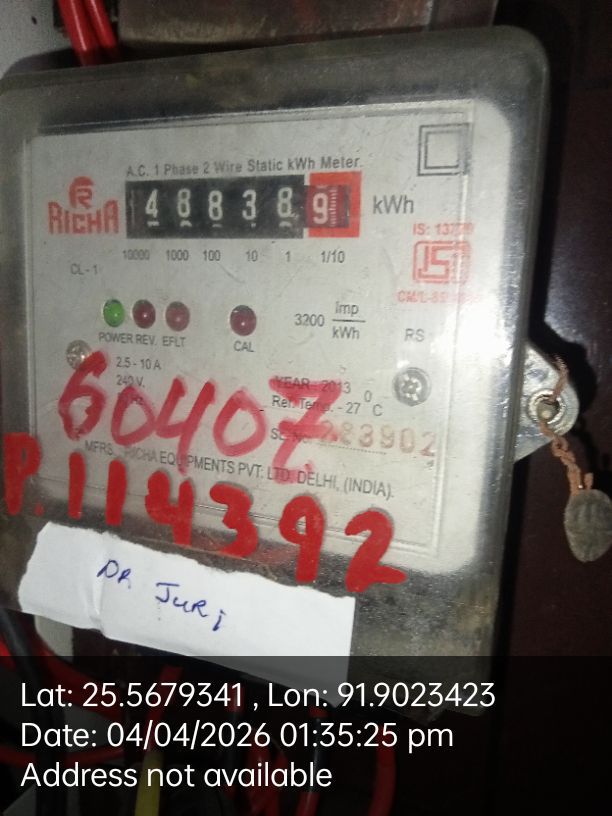 A.C. 1 Phase 2 Wire Static kWh Meter.
RICHA
488389 kWh
10000 1000 100 10 1 1/10
CL-1
3200 Imp/kWh
POWER REV. EFLT
CAL
RS
2.5-10 A
240 V.
YEAR - 2013
Ref. Temp. - 27 °C
60407
MFRS.: RICHA EQUIPMENTS PVT. LTD. DELHI, (INDIA).
P.114392
DR JURI
Lat: 25.5679341 , Lon: 91.9023423
Date: 04/04/2026 01:35:25 pm
Address not available